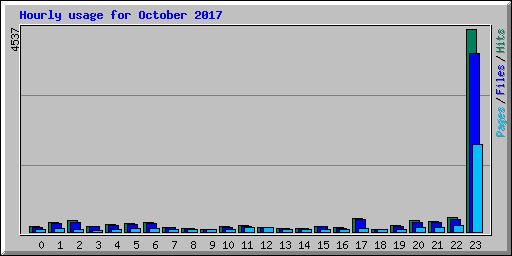 Hourly usage for October 2017
4537
Pages/Files/Hits
0 1 2 3 4 5 6 7 8 9 10 11 12 13 14 15 16 17 18 19 20 21 22 23